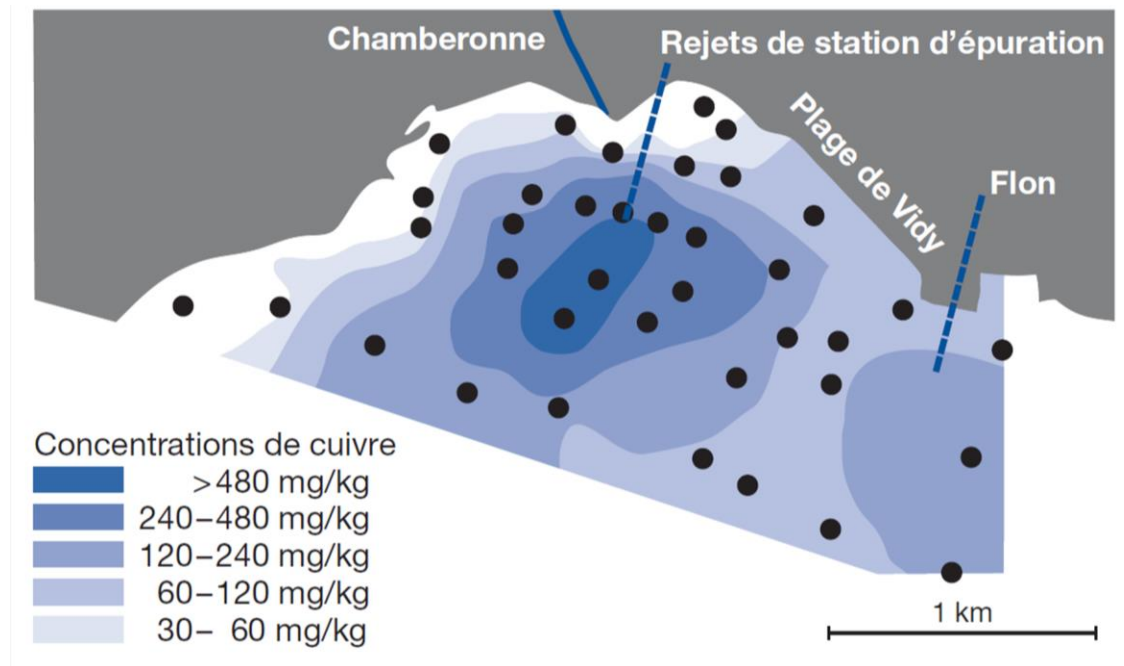 Chamberonne
Rejets de station d’épuration
Plage de Vidy
Flon
Concentrations de cuivre
>480 mg/kg
240–480 mg/kg
120–240 mg/kg
60–120 mg/kg
30– 60 mg/kg
1 km